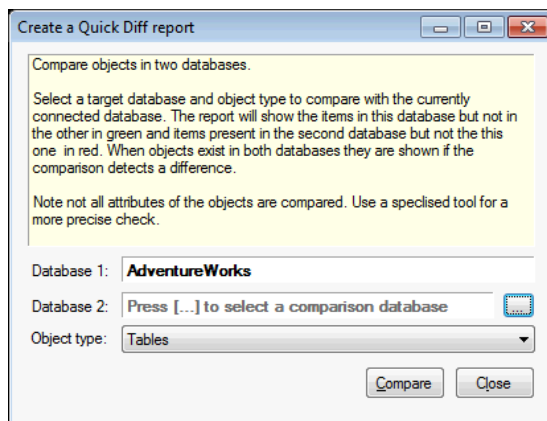 Create a Quick Diff report
Compare objects in two databases.
Select a target database and object type to compare with the currently
connected database. The report will show the items in this database but not in
the other in green and items present in the second database but not the this
one in red. When objects exist in both databases they are shown if the
comparison detects a difference.
Note not all attributes of the objects are compared. Use a speclised tool for a
more precise check.
Database 1: AdventureWorks
Database 2: Press [...] to select a comparison database ...
Object type: Tables
Compare Close